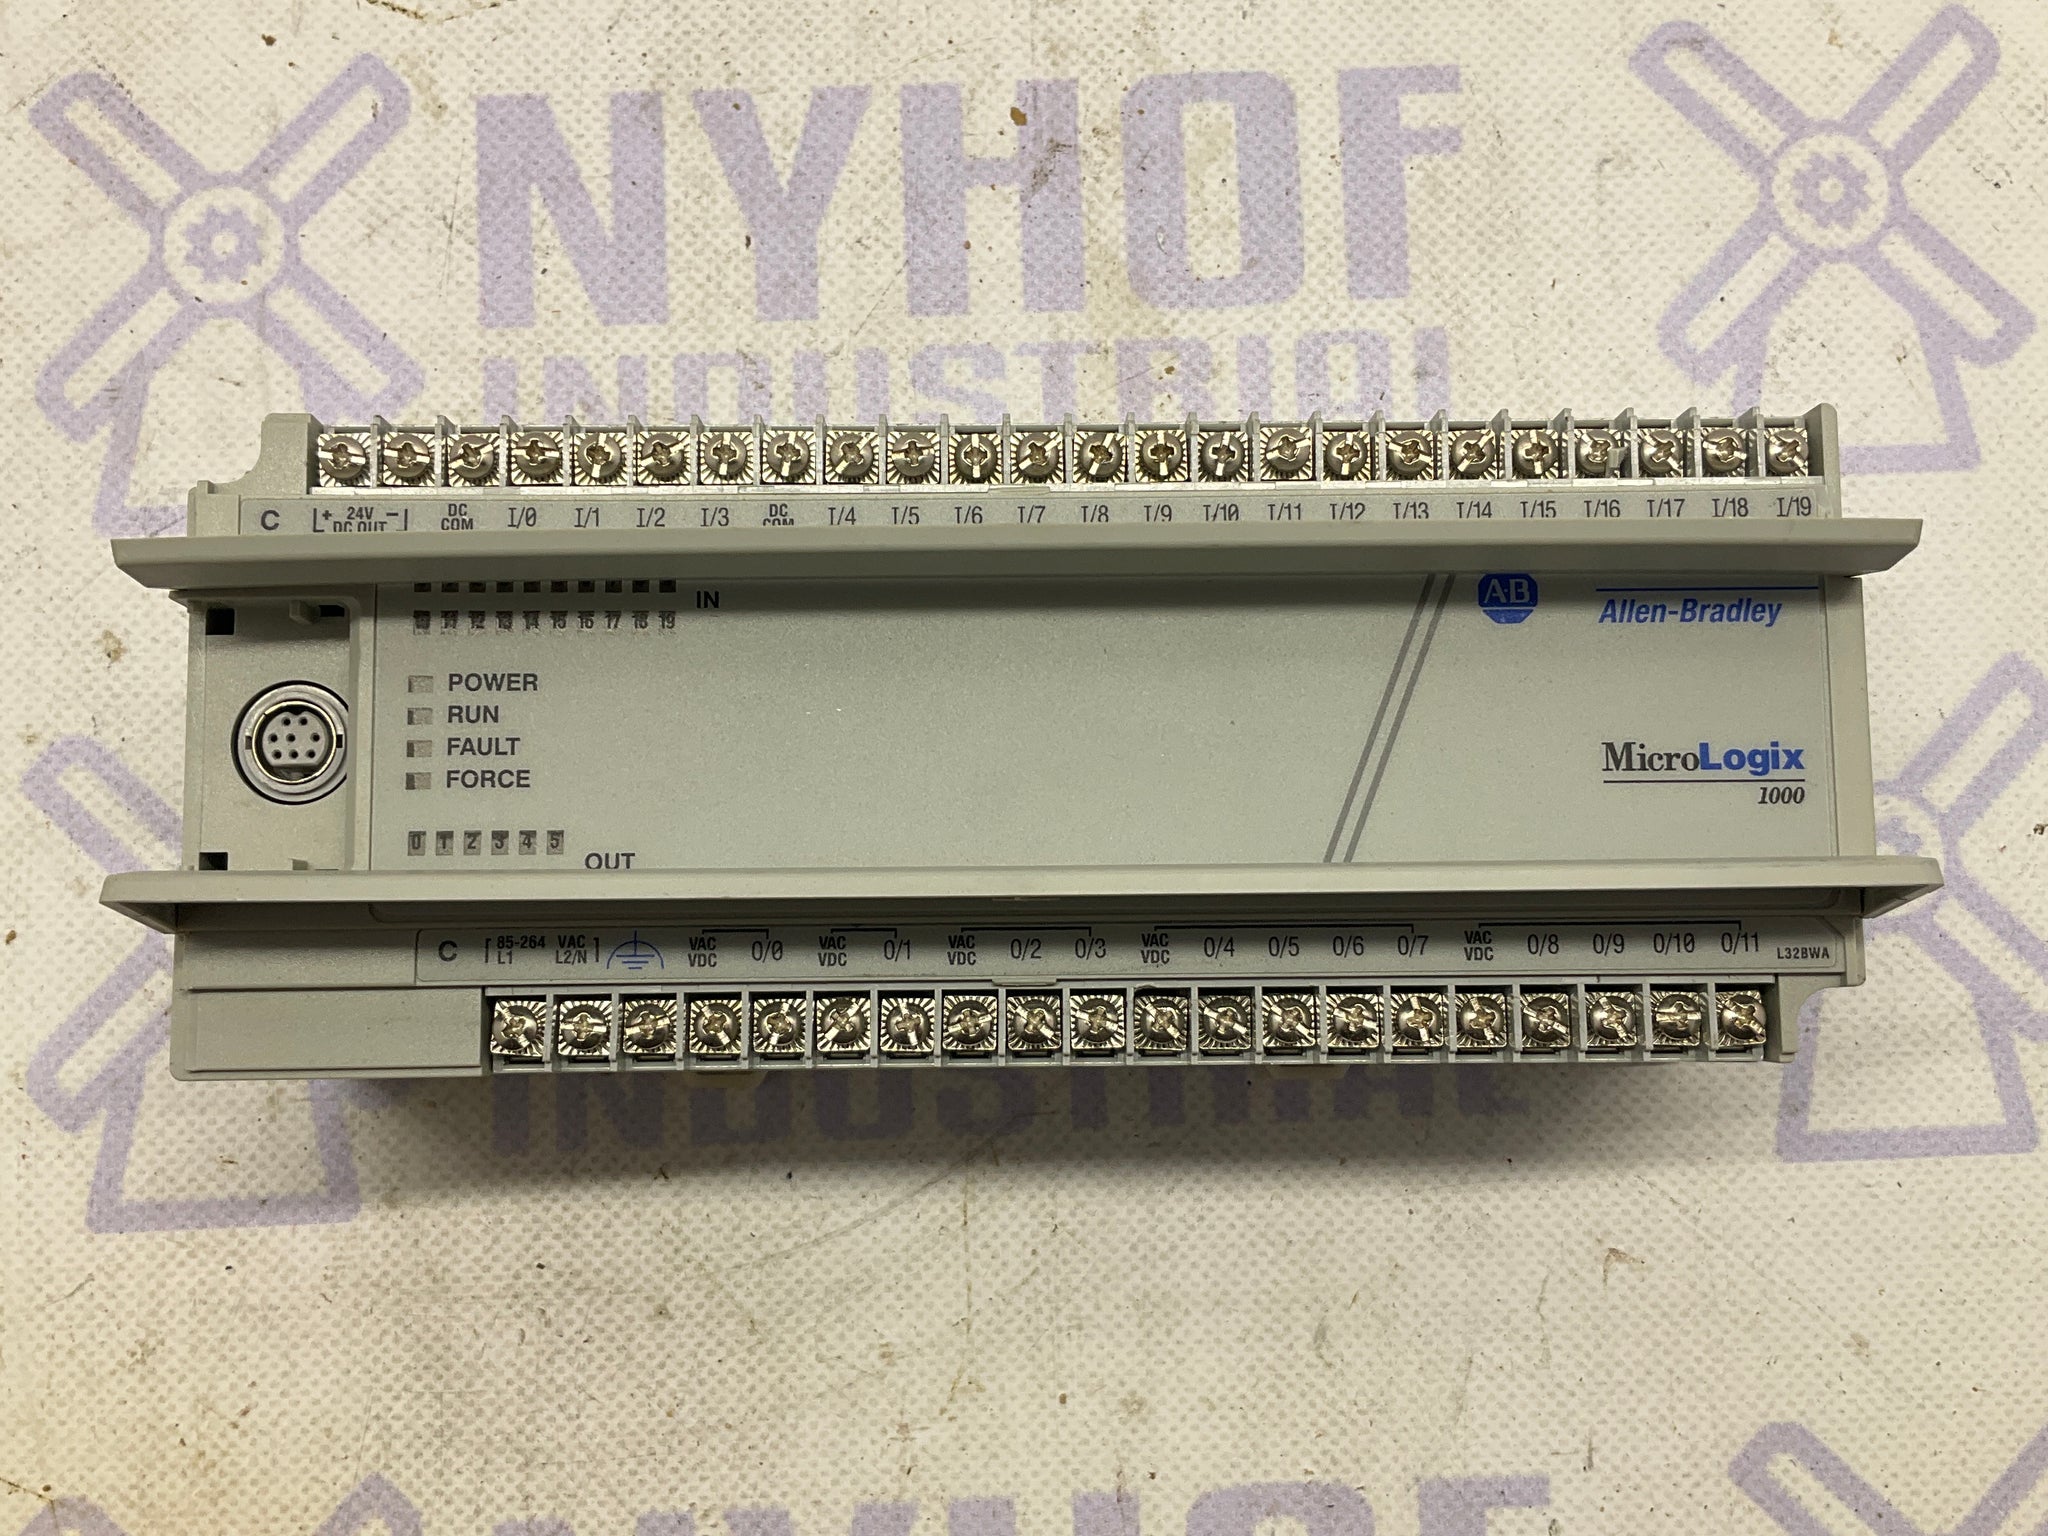 NYHOF
INDUSTRIAL
C + 24V - DC OUT DC COM I/0 I/1 I/2 I/3 DC COM I/4 I/5 I/6 I/7 I/8 I/9 I/10 I/11 I/12 I/13 I/14 I/15 I/16 I/17 I/18 I/19
IN
10 11 12 13 14 15 16 17 18 19
A-B
Allen-Bradley
POWER
RUN
FAULT
FORCE
MicroLogix
1000
0 1 2 3 4 5
OUT
C 85-264 VAC L1 L2/N VAC VDC O/0 VAC VDC O/1 VAC VDC O/2 O/3 VAC VDC O/4 O/5 O/6 O/7 VAC VDC O/8 O/9 O/10 O/11 L32BWA
INDUSTRIAL